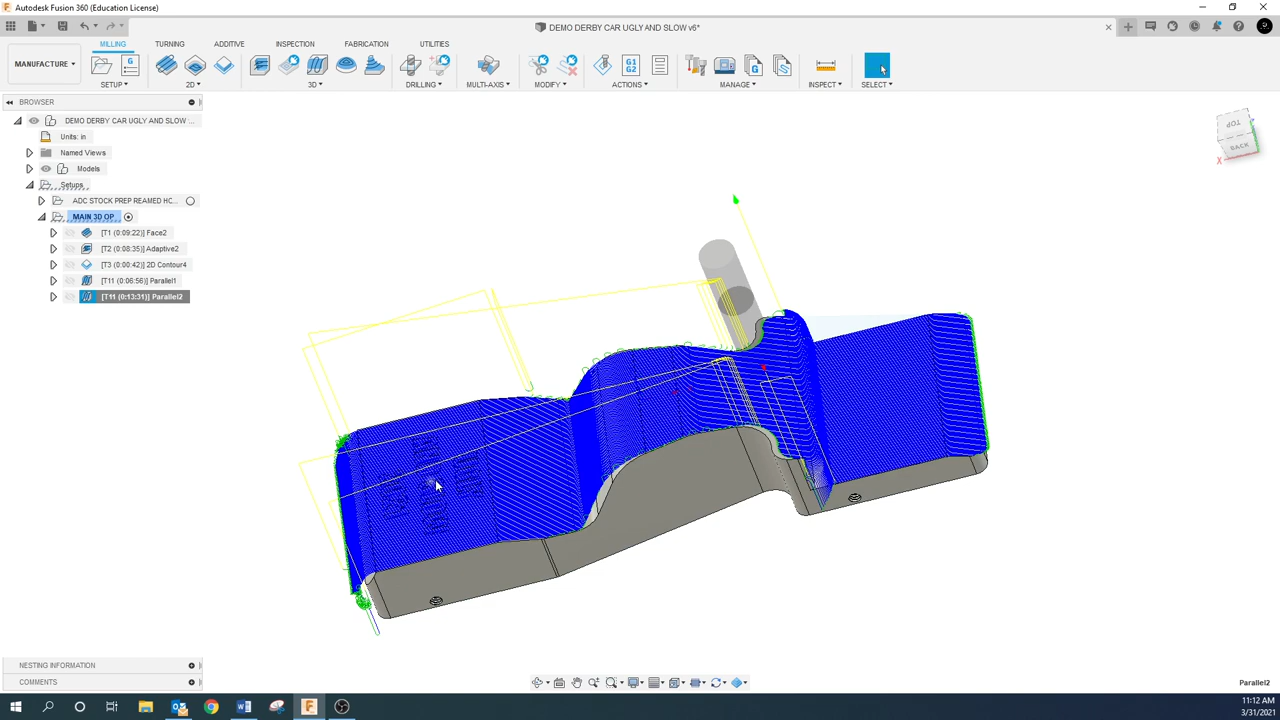 Autodesk Fusion 360 (Education License)
DEMO DERBY CAR UGLY AND SLOW v6*
MILLING TURNING ADDITIVE INSPECTION FABRICATION UTILITIES
MANUFACTURE
G1
G2
SETUP 2D 3D DRILLING MULTI-AXIS MODIFY ACTIONS MANAGE INSPECT SELECT
BROWSER
DEMO DERBY CAR UGLY AND SLOW ...
Units: in
Named Views
Models
Setups
ADC STOCK PREP REAMED HC...
MAIN 3D OP
[T1 (0:09:22)] Face2
[T2 (0:08:35)] Adaptive2
[T3 (0:00:42)] 2D Contour4
[T11 (0:06:56)] Parallel1
[T11 (0:13:31)] Parallel2
TOP
BACK
X
NESTING INFORMATION
COMMENTS
Parallel2
11:12 AM
3/31/2021